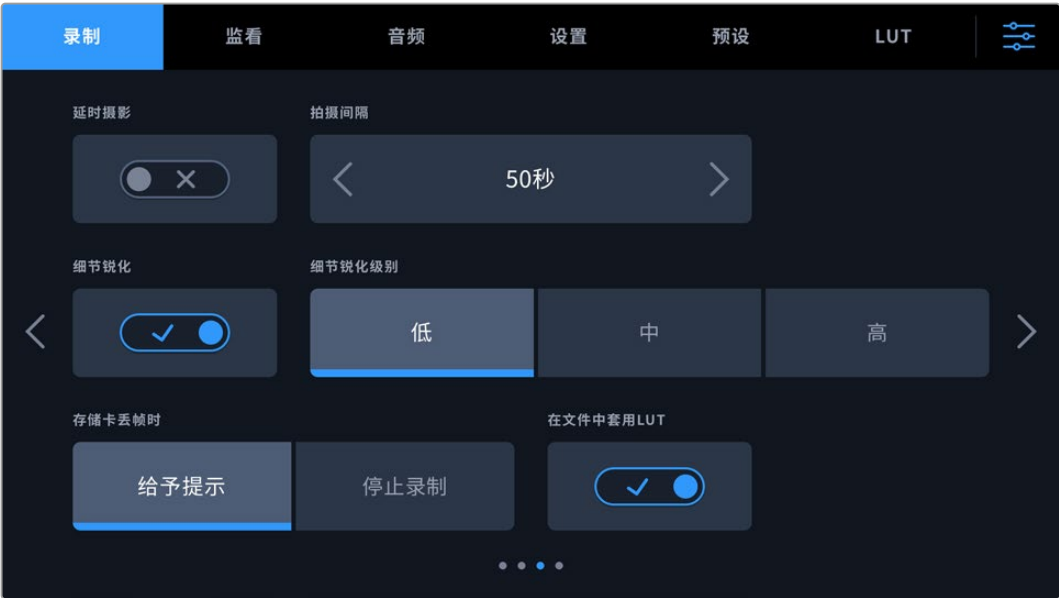 录制 监看 音频 设置 预设 LUT
延时摄影 拍摄间隔
50秒
细节锐化 细节锐化级别
低 中 高
存储卡丢帧时 在文件中套用LUT
给予提示 停止录制